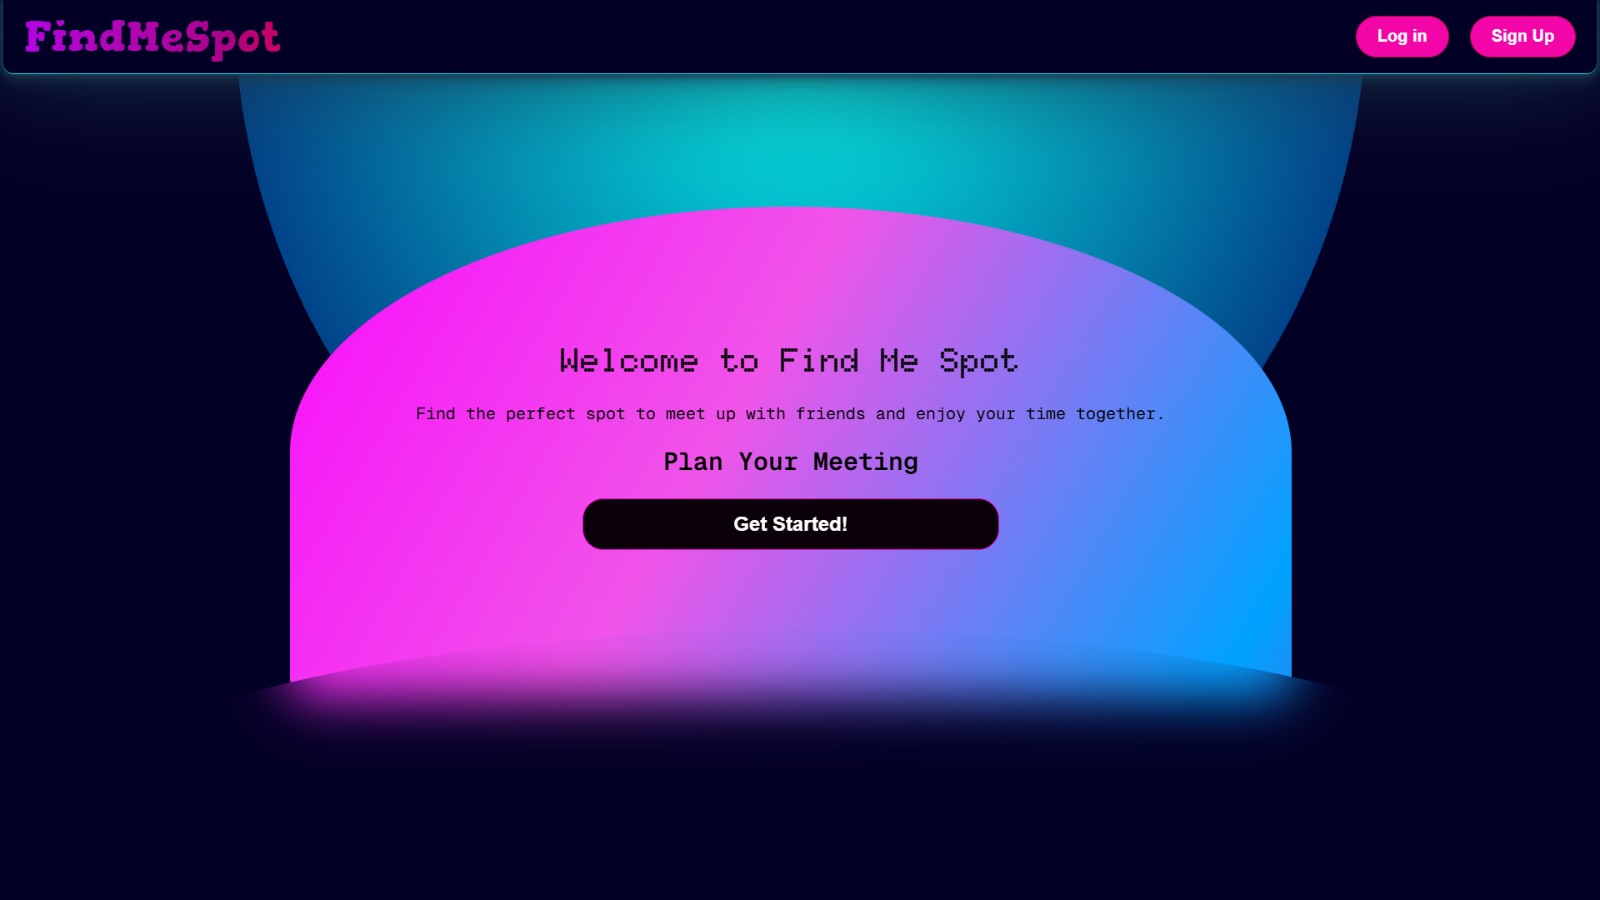 FindMeSpot
Log in
Sign Up
Welcome to Find Me Spot
Find the perfect spot to meet up with friends and enjoy your time together.
Plan Your Meeting
Get Started!